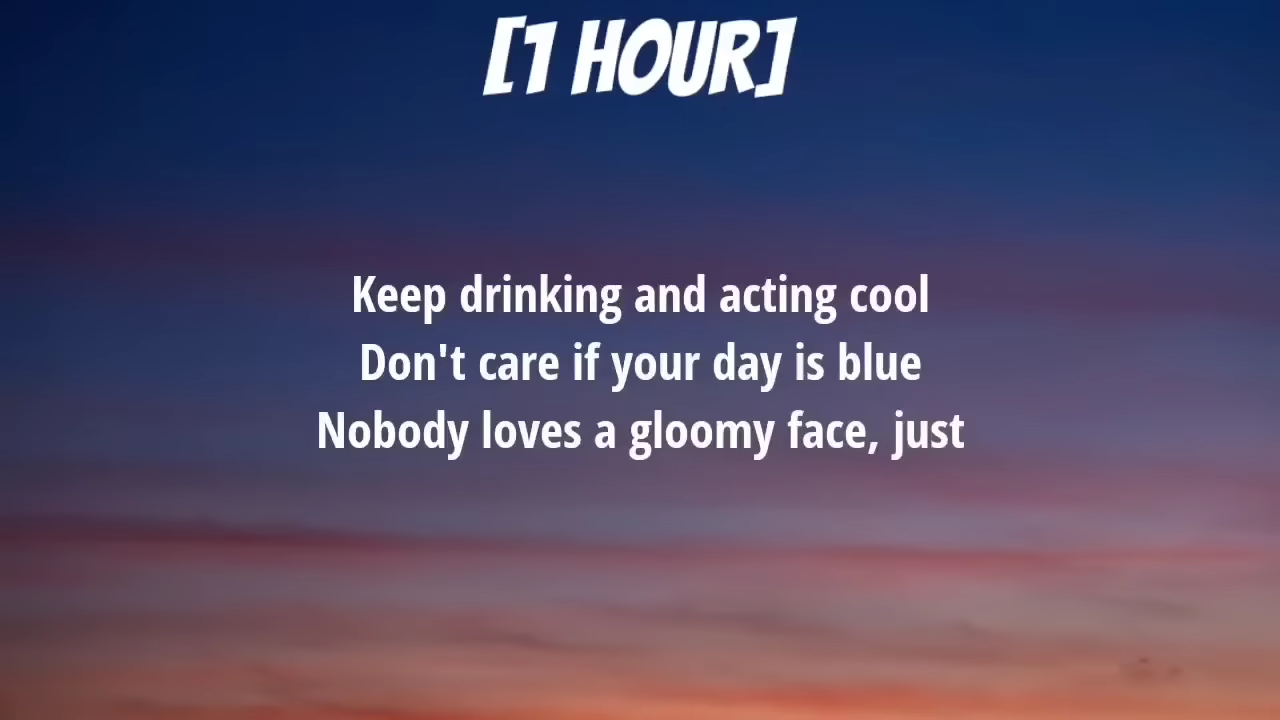 [1 HOUR]
Keep drinking and acting cool
Don't care if your day is blue
Nobody loves a gloomy face, just